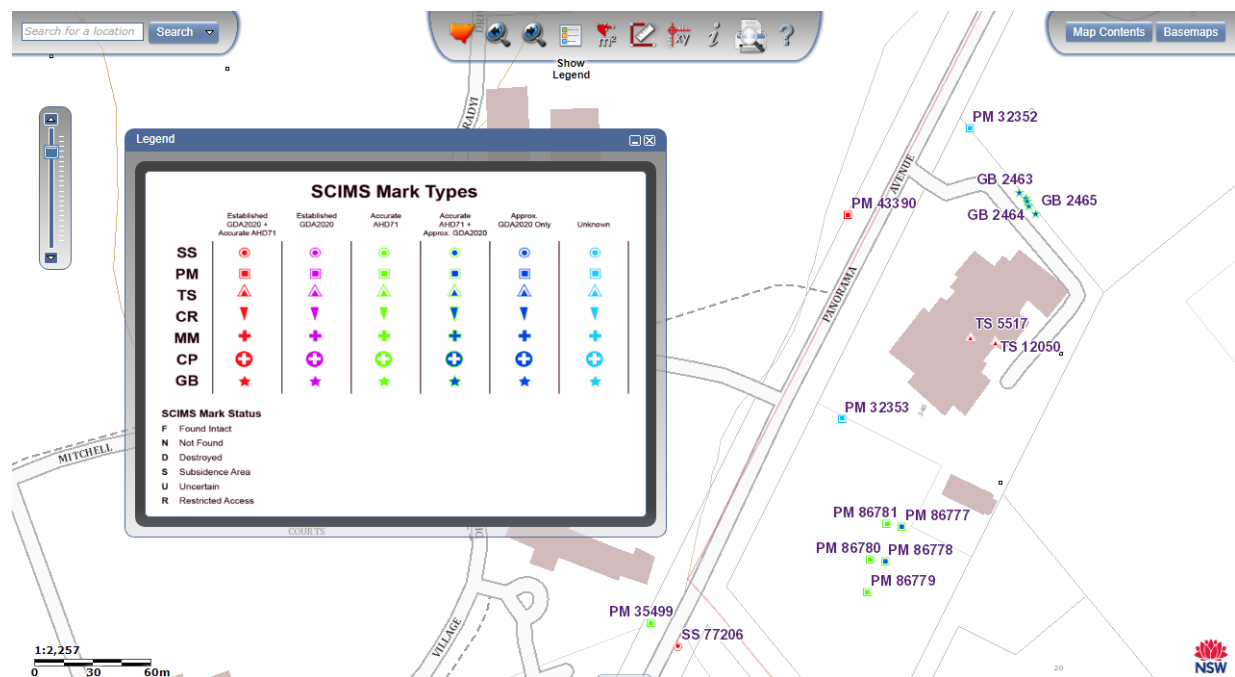 Search for a location
Search
Show
Legend
Map Contents
Basemaps
Legend
SCIMS Mark Types
Established GDA2020 + Accurate AHD71
Established GDA2020
Accurate AHD71
Accurate AHD71 + Approx. GDA2020
Approx. GDA2020 Only
Unknown
SS
PM
TS
CR
MM
CP
GB
SCIMS Mark Status
F Found Intact
N Not Found
D Destroyed
S Subsidence Area
U Uncertain
R Restricted Access
PM 32352
GB 2463
GB 2465
GB 2464
PM 43390
PANORAMA
AVENUE
TS 5517
TS 12050
PM 32353
PM 86781
PM 86777
PM 86780
PM 86778
PM 86779
PM 35499
SS 77206
MITCHELL
COURTS
VILLAGE
RADYI
1:2,257
0 30 60m
20
NSW